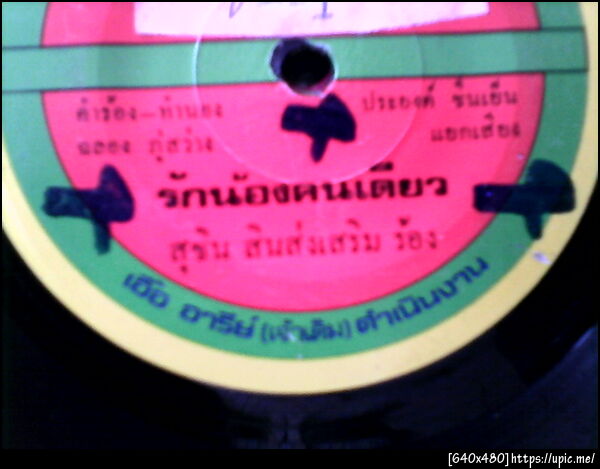 คำร้อง-ทำนอง
ฉลอง ภู่สว่าง
ประยงค์ ชื่นเย็น
แยกเสียง
รักน้องคนเดียว
สุชิน สินส่งเสริม ร้อง
เอื้อ อารีย์ (เจ้าเดิม) ดำเนินงาน
[640x480]https://upic.me/